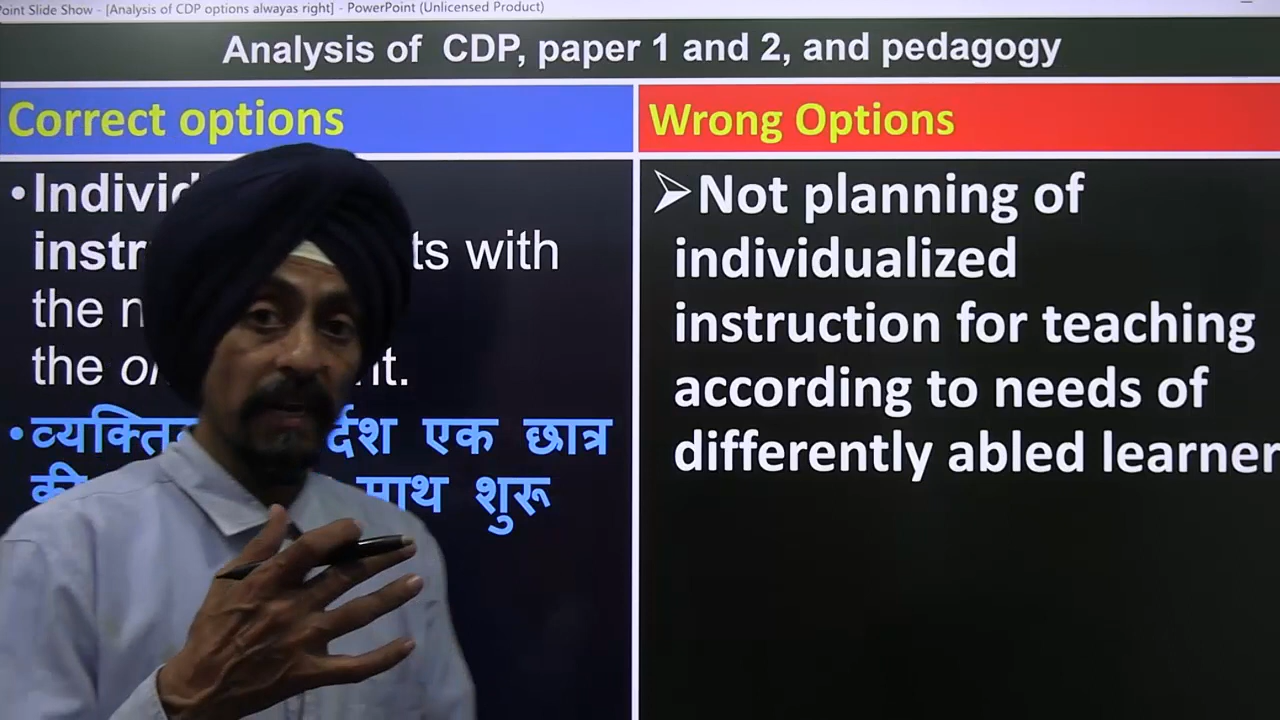 oint Slide Show - [Analysis of CDP options alwayas right] - PowerPoint (Unlicensed Product)
Analysis of CDP, paper 1 and 2, and pedagogy
Correct options
•Individ
instr ts with
the n
the t.
•व्यक्ति र्देश एक छात्र
की साथ शुरू
Wrong Options
➢Not planning of
individualized
instruction for teaching
according to needs of
differently abled learner